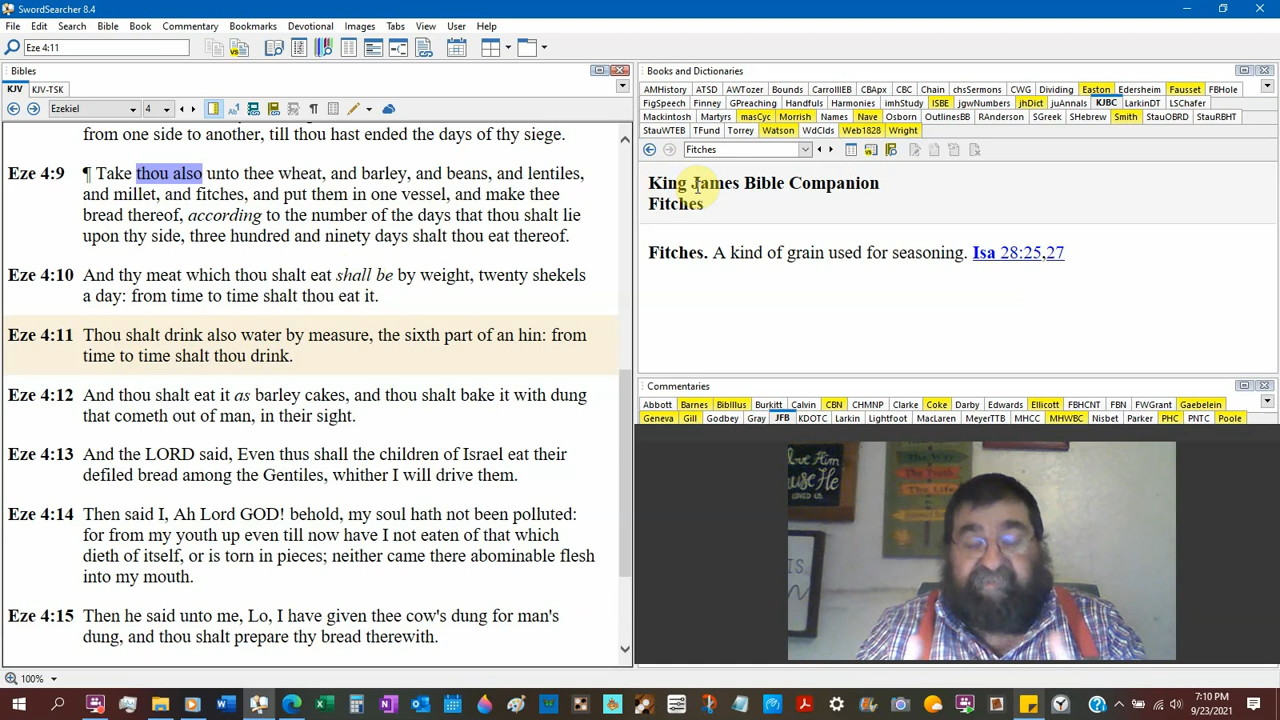 SwordSearcher 8.4
File Edit Search Bible Book Commentary Bookmarks Devotional Images Tabs View User Help
Eze 4:11
Bibles
KJV KJV-TSK
Ezekiel 4
from one side to another, till thou hast ended the days of thy siege.
Eze 4:9 ¶ Take thou also unto thee wheat, and barley, and beans, and lentiles,
and millet, and fitches, and put them in one vessel, and make thee
bread thereof, according to the number of the days that thou shalt lie
upon thy side, three hundred and ninety days shalt thou eat thereof.
Eze 4:10 And thy meat which thou shalt eat shall be by weight, twenty shekels
a day: from time to time shalt thou eat it.
Eze 4:11 Thou shalt drink also water by measure, the sixth part of an hin: from
time to time shalt thou drink.
Eze 4:12 And thou shalt eat it as barley cakes, and thou shalt bake it with dung
that cometh out of man, in their sight.
Eze 4:13 And the LORD said, Even thus shall the children of Israel eat their
defiled bread among the Gentiles, whither I will drive them.
Eze 4:14 Then said I, Ah Lord GOD! behold, my soul hath not been polluted:
for from my youth up even till now have I not eaten of that which
dieth of itself, or is torn in pieces; neither came there abominable flesh
into my mouth.
Eze 4:15 Then he said unto me, Lo, I have given thee cow's dung for man's
dung, and thou shalt prepare thy bread therewith.
100%
Books and Dictionaries
AMHistory ATSD AWTozer Bounds CarrollEB CBApx CBC Chain chsSermons CWG Dividing Easton Edersheim Fausset FBHole
FigSpeech Finney GPreaching Handfuls Harmonies imhStudy ISBE jgwNumbers jhDict juAnnals KJBC LarkinDT LSChafer
Mackintosh Martyrs masCyc Morrish Names Nave Osborn OutlinesBB RAnderson SGreek SHebrew Smith StauOBRD StauRBHT
StauWTEB TFund Torrey Watson WdClds Web1828 Wright
Fitches
King James Bible Companion
Fitches
Fitches. A kind of grain used for seasoning. Isa 28:25,27
Commentaries
Abbott Barnes BibIllus Burkitt Calvin CBN CHMNP Clarke Coke Darby Edwards Ellicott FBHCNT FBN FWGrant Gaebelein
Geneva Gill Godbey Gray JFB KDOTC Larkin Lightfoot MacLaren MeyerTTB MHCC MHWBC Nisbet Parker PHC PNTC Poole
The Way
The Truth
The Life
7:10 PM
9/23/2021